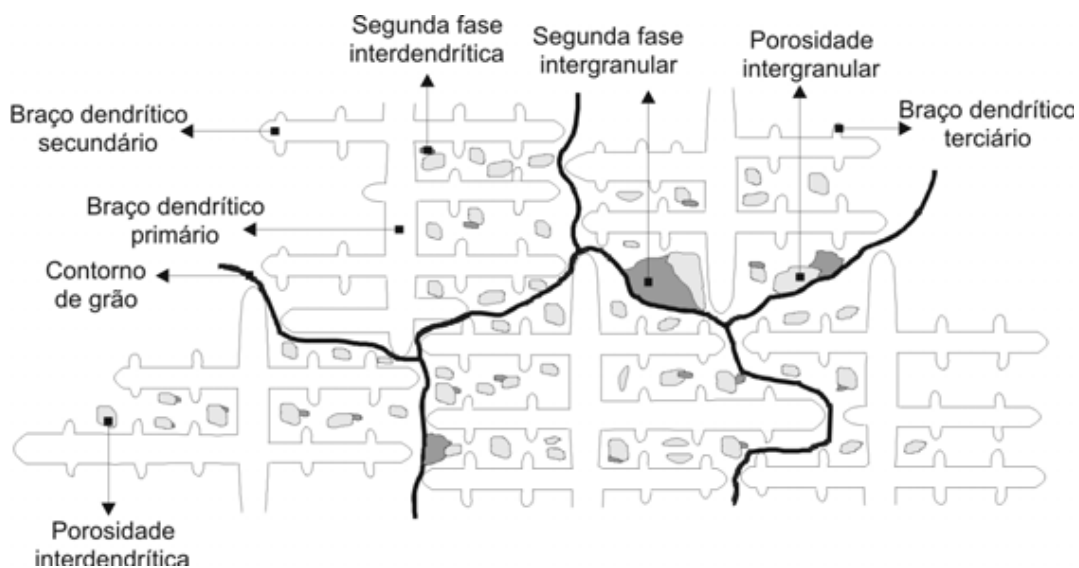 Segunda fase
interdendrítica
Segunda fase
intergranular
Porosidade
intergranular
Braço dendrítico
secundário
Braço dendrítico
terciário
Braço dendrítico
primário
Contorno
de grão
Porosidade
interdendrítica